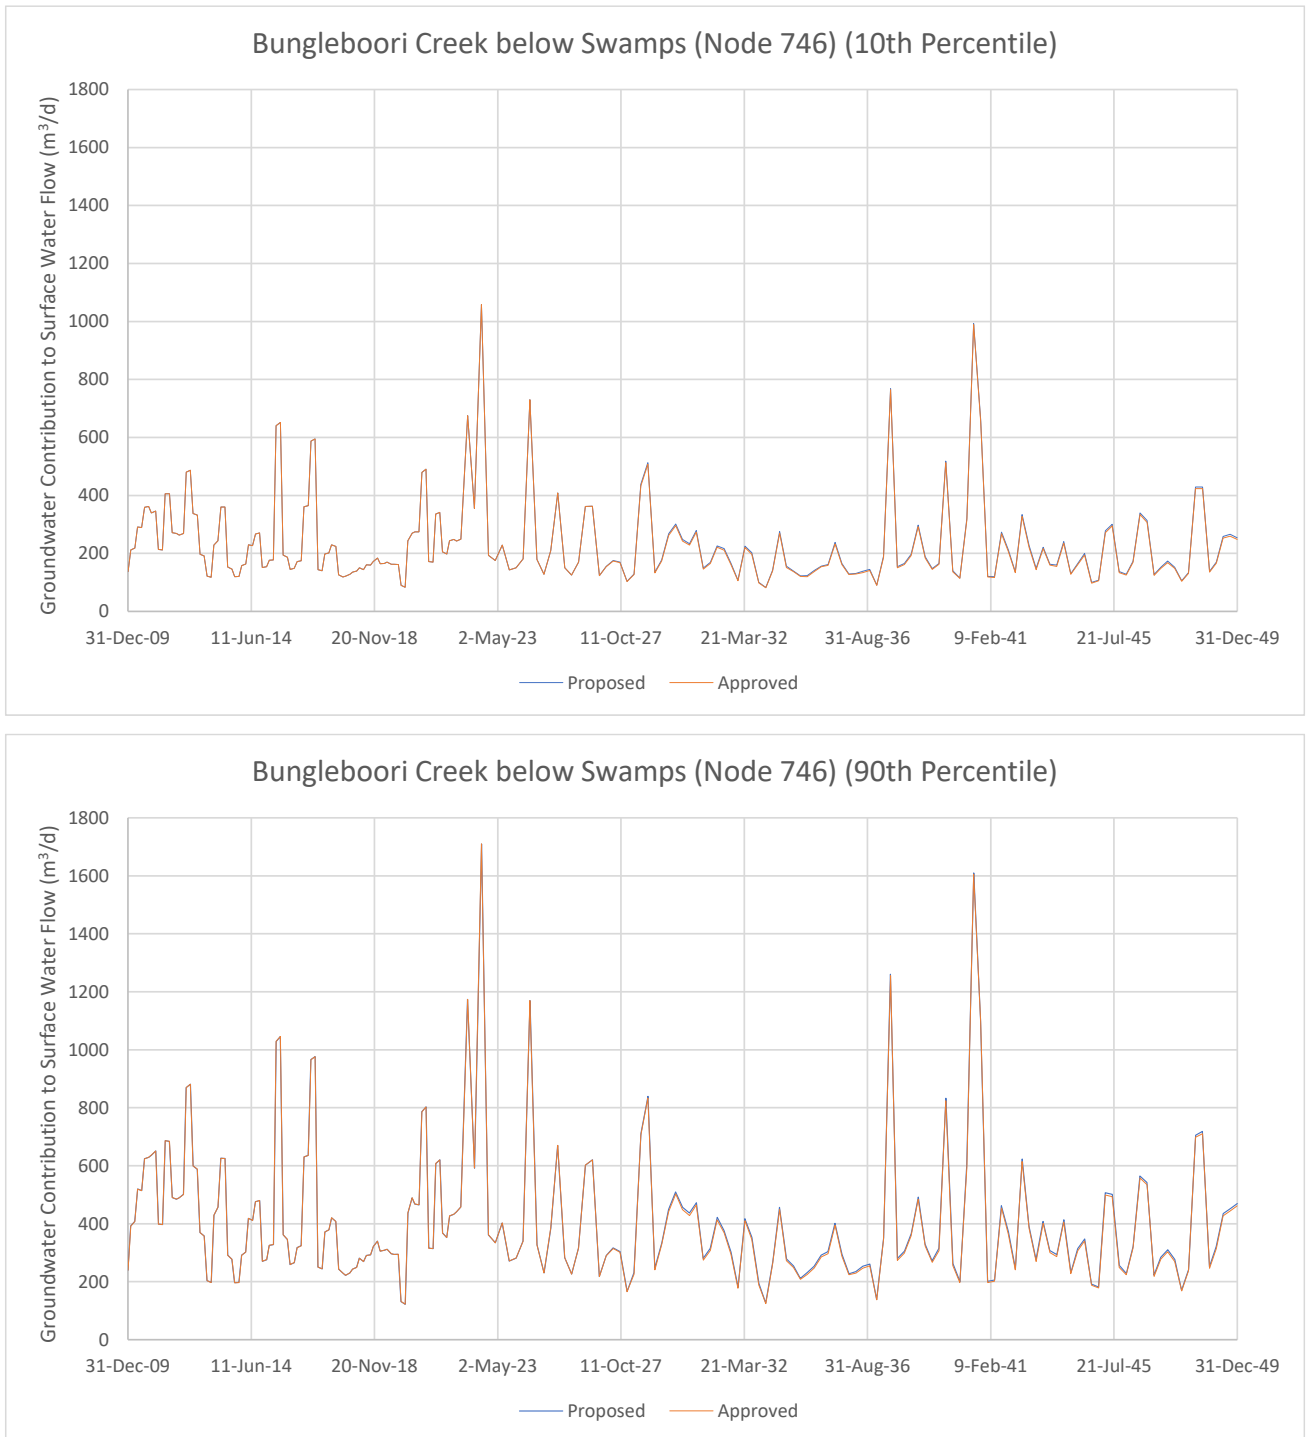 Bungleboori Creek below Swamps (Node 746) (10th Percentile)
Groundwater Contribution to Surface Water Flow (m³/d)
1800
1600
1400
1200
1000
800
600
400
200
0
31-Dec-09 11-Jun-14 20-Nov-18 2-May-23 11-Oct-27 21-Mar-32 31-Aug-36 9-Feb-41 21-Jul-45 31-Dec-49
Proposed Approved
Bungleboori Creek below Swamps (Node 746) (90th Percentile)
Groundwater Contribution to Surface Water Flow (m³/d)
1800
1600
1400
1200
1000
800
600
400
200
0
31-Dec-09 11-Jun-14 20-Nov-18 2-May-23 11-Oct-27 21-Mar-32 31-Aug-36 9-Feb-41 21-Jul-45 31-Dec-49
Proposed Approved